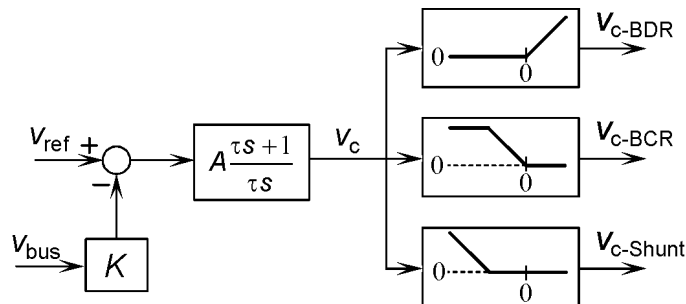 v_ref
+
−
v_bus
K
A (τs + 1)/(τs)
v_c
0
0
v_c-BDR
0
0
v_c-BCR
0
0
v_c-Shunt